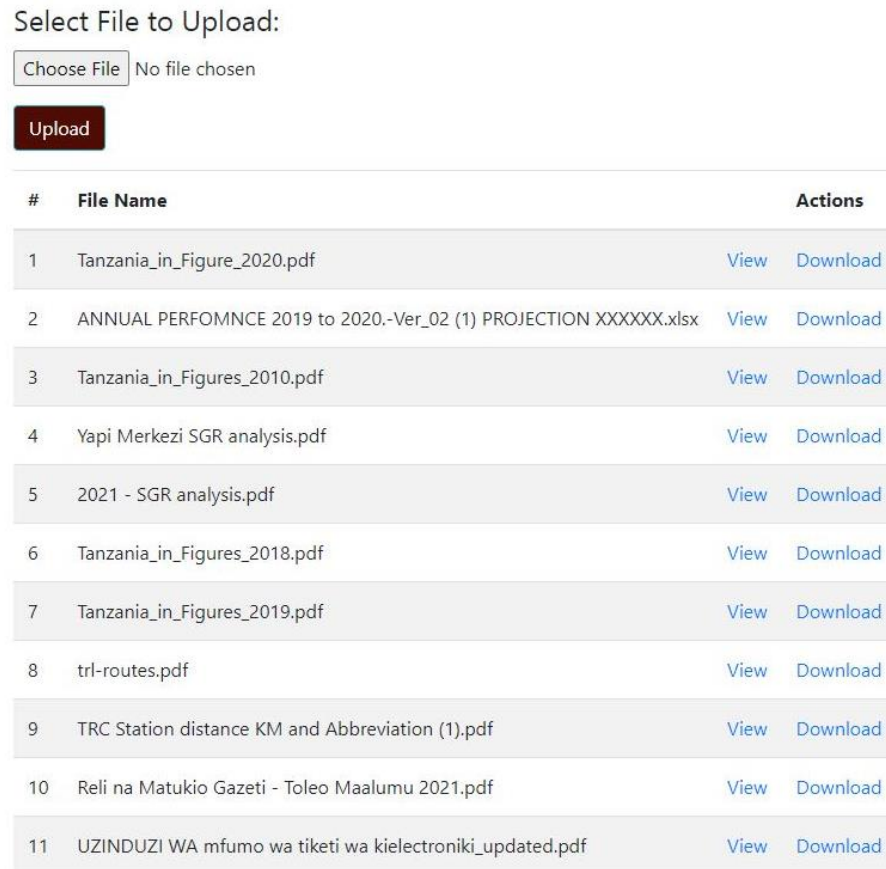 Select File to Upload:
Choose File No file chosen
Upload
# File Name Actions
1 Tanzania_in_Figure_2020.pdf View Download
2 ANNUAL PERFOMNCE 2019 to 2020.-Ver_02 (1) PROJECTION XXXXXX.xlsx View Download
3 Tanzania_in_Figures_2010.pdf View Download
4 Yapi Merkezi SGR analysis.pdf View Download
5 2021 - SGR analysis.pdf View Download
6 Tanzania_in_Figures_2018.pdf View Download
7 Tanzania_in_Figures_2019.pdf View Download
8 trl-routes.pdf View Download
9 TRC Station distance KM and Abbreviation (1).pdf View Download
10 Reli na Matukio Gazeti - Toleo Maalumu 2021.pdf View Download
11 UZINDUZI WA mfumo wa tiketi wa kielectroniki_updated.pdf View Download